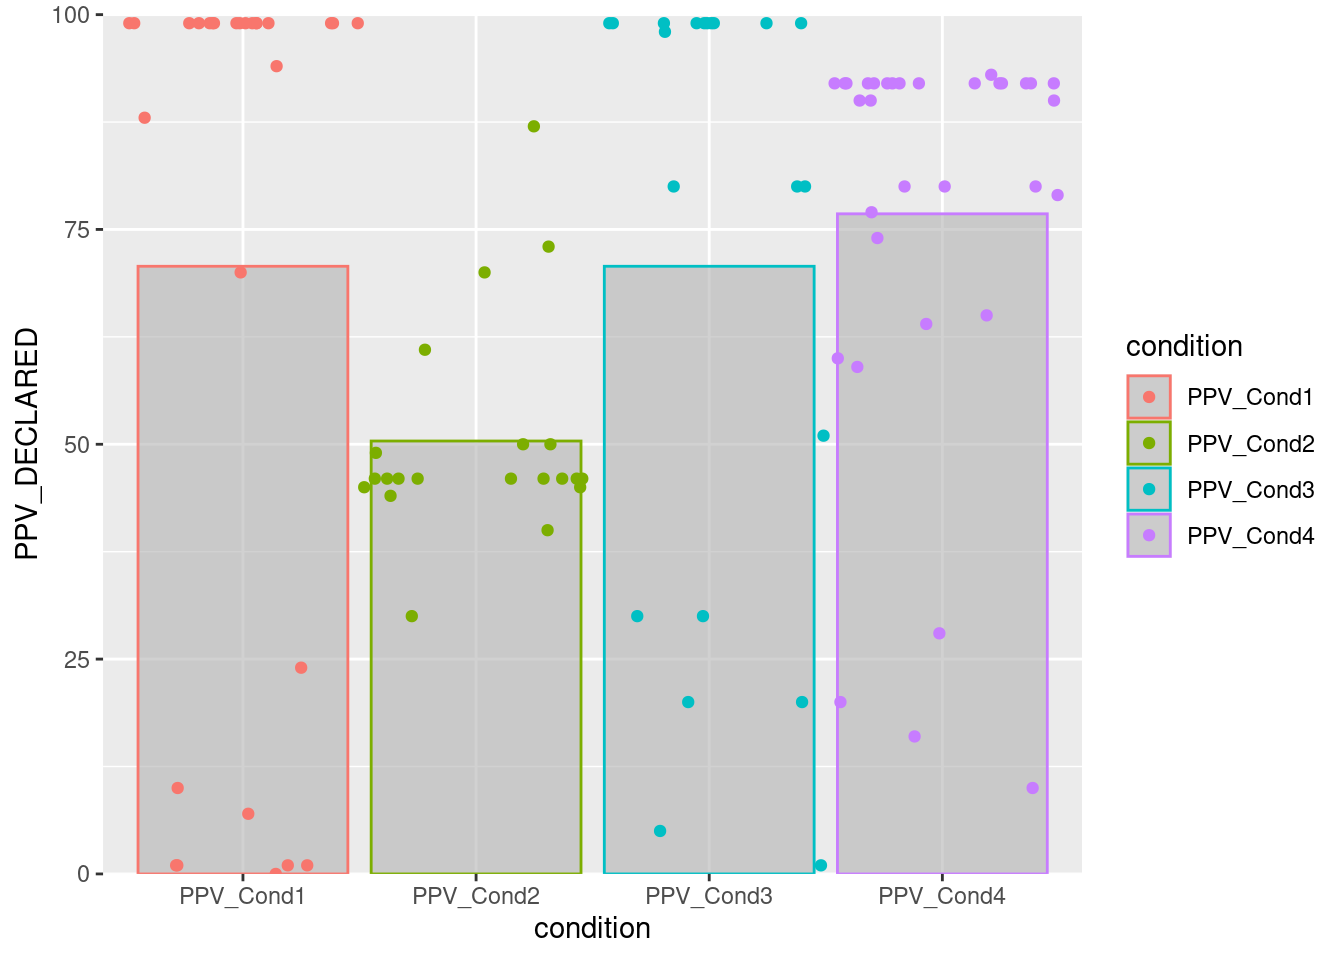 100
75
50
25
0
PPV_DECLARED
PPV_Cond1
PPV_Cond2
PPV_Cond3
PPV_Cond4
condition
condition
PPV_Cond1
PPV_Cond2
PPV_Cond3
PPV_Cond4